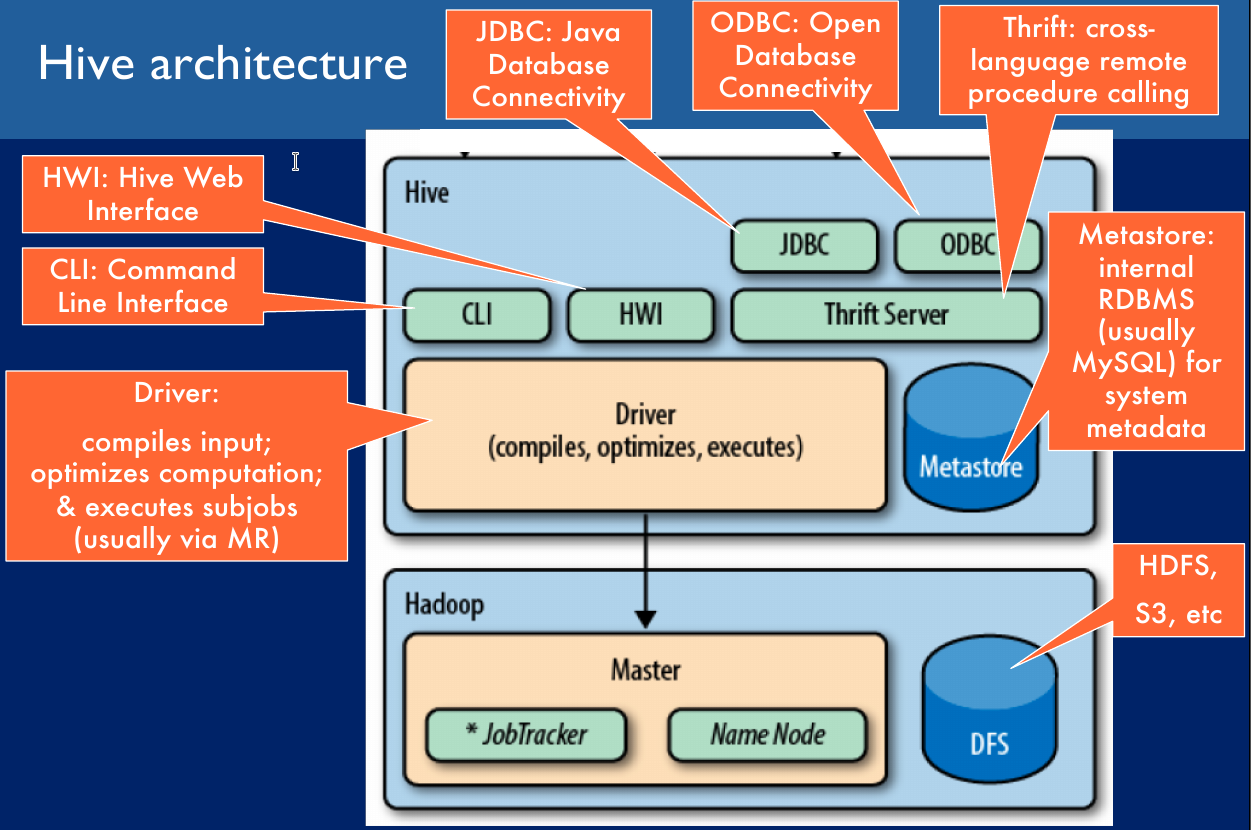 Hive architecture
JDBC: Java
Database
Connectivity
ODBC: Open
Database
Connectivity
Thrift: cross-
language remote
procedure calling
HWI: Hive Web
Interface
CLI: Command
Line Interface
Driver:
compiles input;
optimizes computation;
& executes subjobs
(usually via MR)
Metastore:
internal
RDBMS
(usually
MySQL) for
system
metadata
HDFS,
S3, etc
Hive
JDBC
ODBC
CLI
HWI
Thrift Server
Driver
(compiles, optimizes, executes)
Metastore
Hadoop
Master
* JobTracker
Name Node
DFS